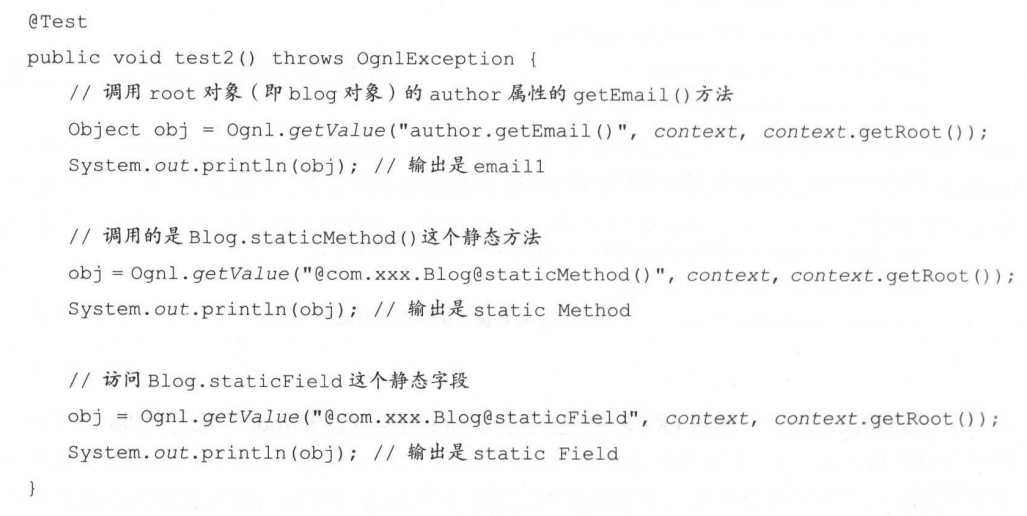 @Test
public void test2() throws OgnlException {
// 调用 root 对象（即 blog 对象）的 author 属性的 getEmail()方法
Object obj = Ognl.getValue("author.getEmail()", context, context.getRoot());
System.out.println(obj); // 输出是 email1
// 调用的是 Blog.staticMethod()这个静态方法
obj = Ognl.getValue("@com.xxx.Blog@staticMethod()", context, context.getRoot());
System.out.println(obj); // 输出是 static Method
// 访问 Blog.staticField 这个静态字段
obj = Ognl.getValue("@com.xxx.Blog@staticField", context, context.getRoot());
System.out.println(obj); // 输出是 static Field
}